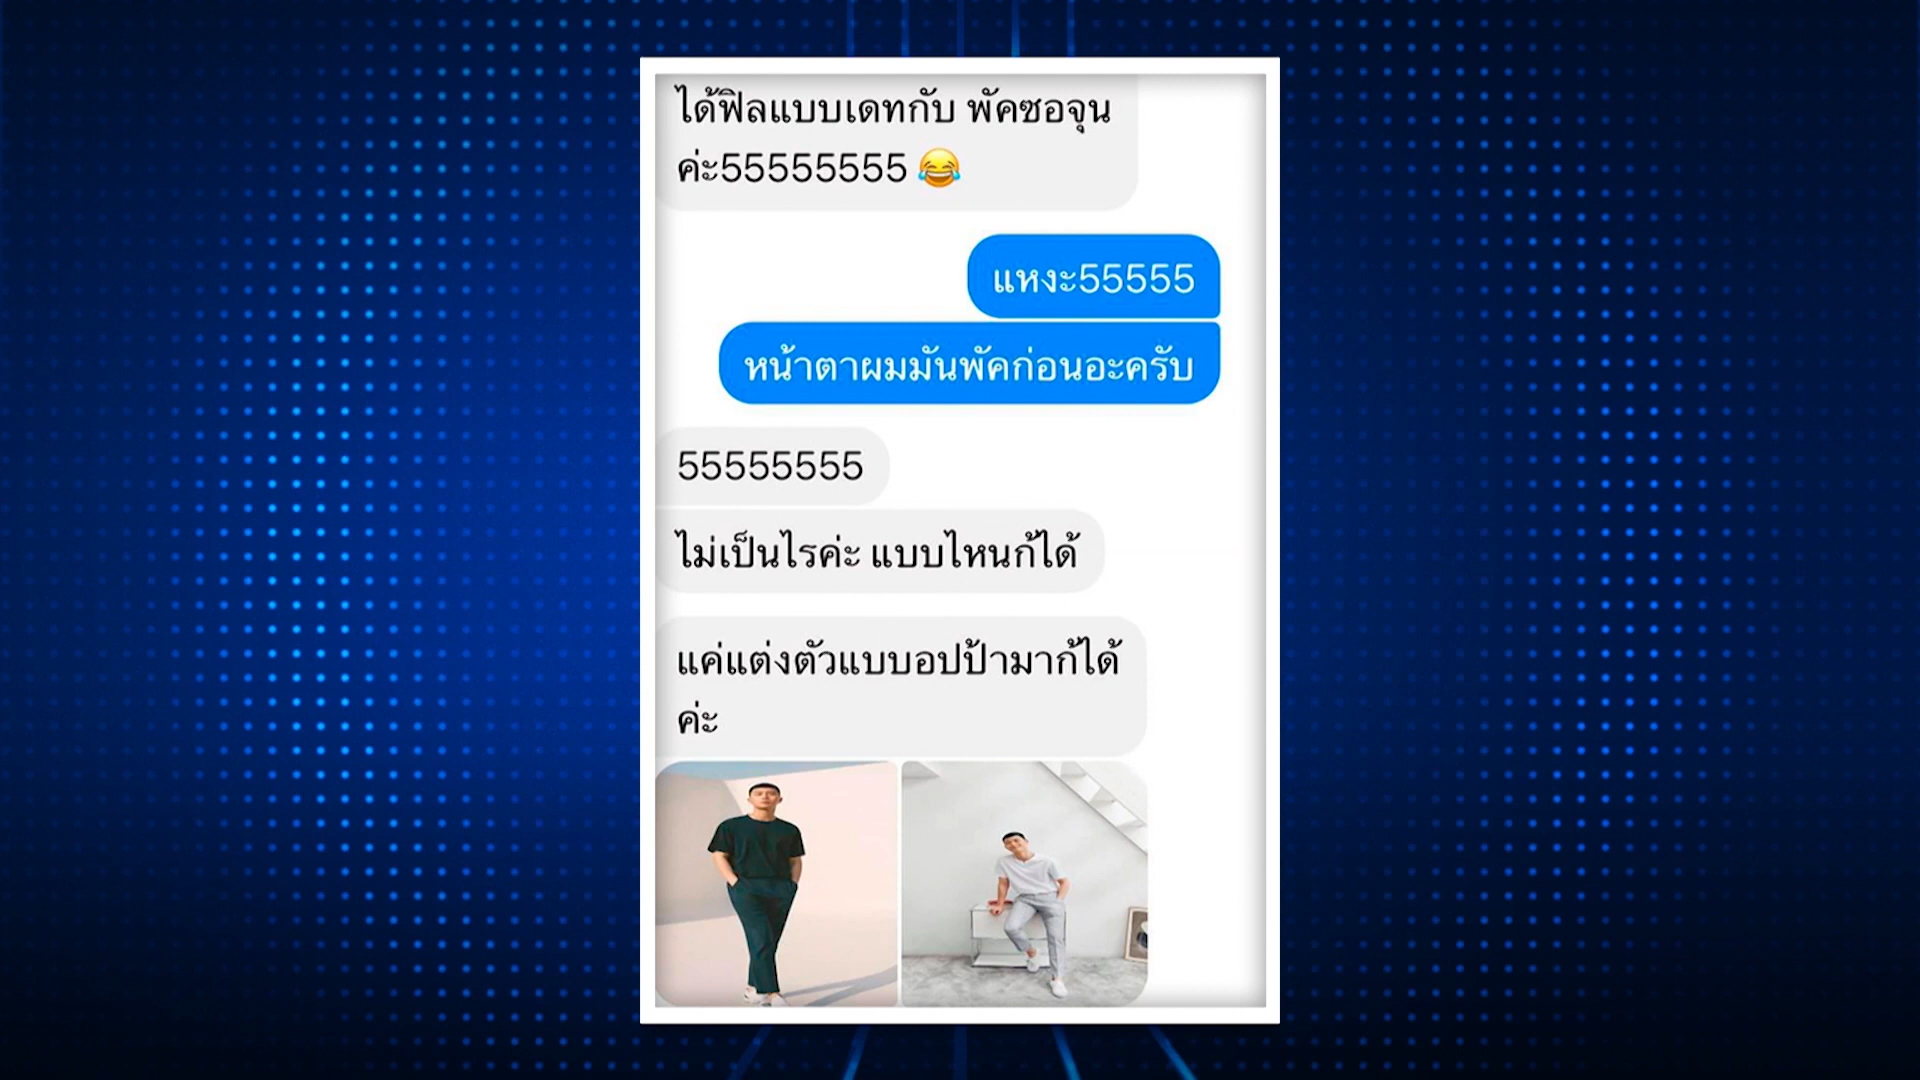 ได้ฟิลแบบเดทกับ พัคซอจุน
ค่ะ55555555 😂
แหงะ55555
หน้าตาผมมันพัคก่อนอะครับ
55555555
ไม่เป็นไรค่ะ แบบไหนก้ได้
แค่แต่งตัวแบบอปป้ามาก้ได้
ค่ะ